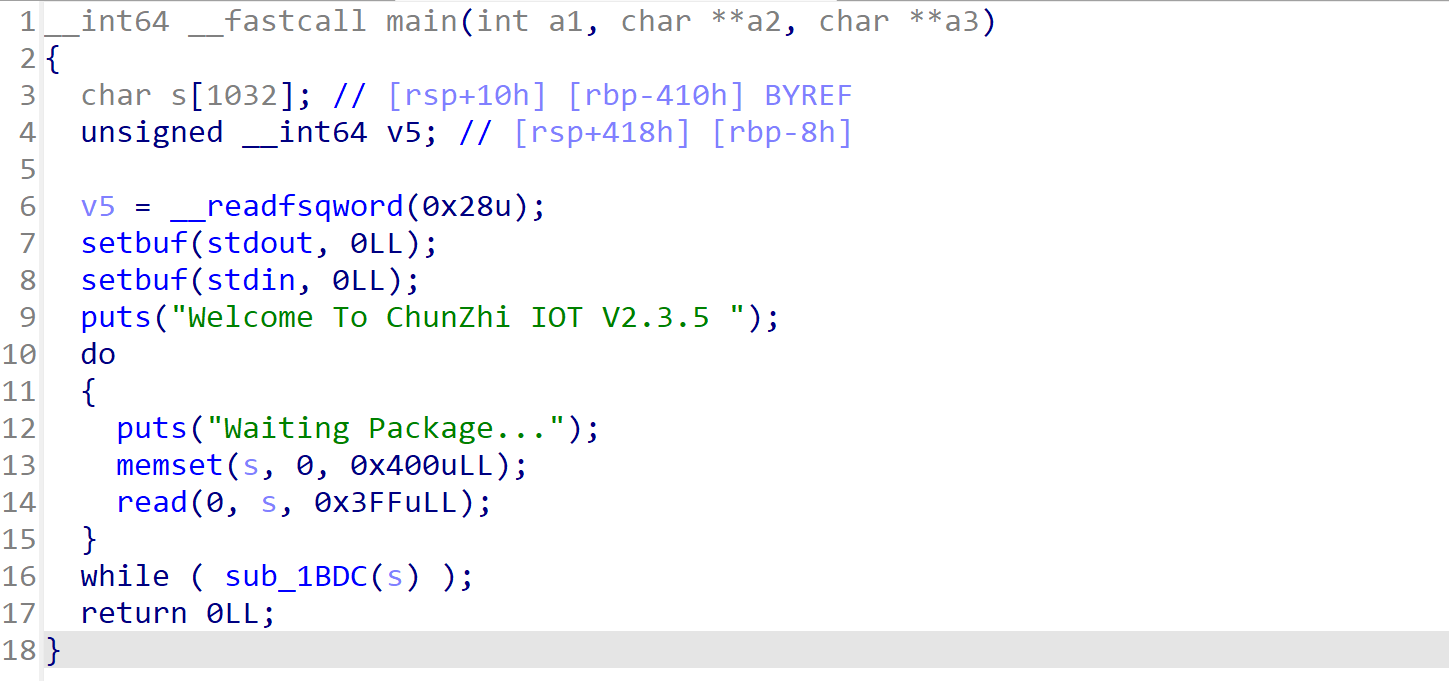 1 __int64 __fastcall main(int a1, char **a2, char **a3)
2 {
3   char s[1032]; // [rsp+10h] [rbp-410h] BYREF
4   unsigned __int64 v5; // [rsp+418h] [rbp-8h]
5
6   v5 = __readfsqword(0x28u);
7   setbuf(stdout, 0LL);
8   setbuf(stdin, 0LL);
9   puts("Welcome To ChunZhi IOT V2.3.5 ");
10   do
11   {
12     puts("Waiting Package...");
13     memset(s, 0, 0x400uLL);
14     read(0, s, 0x3FFuLL);
15   }
16   while ( sub_1BDC(s) );
17   return 0LL;
18 }